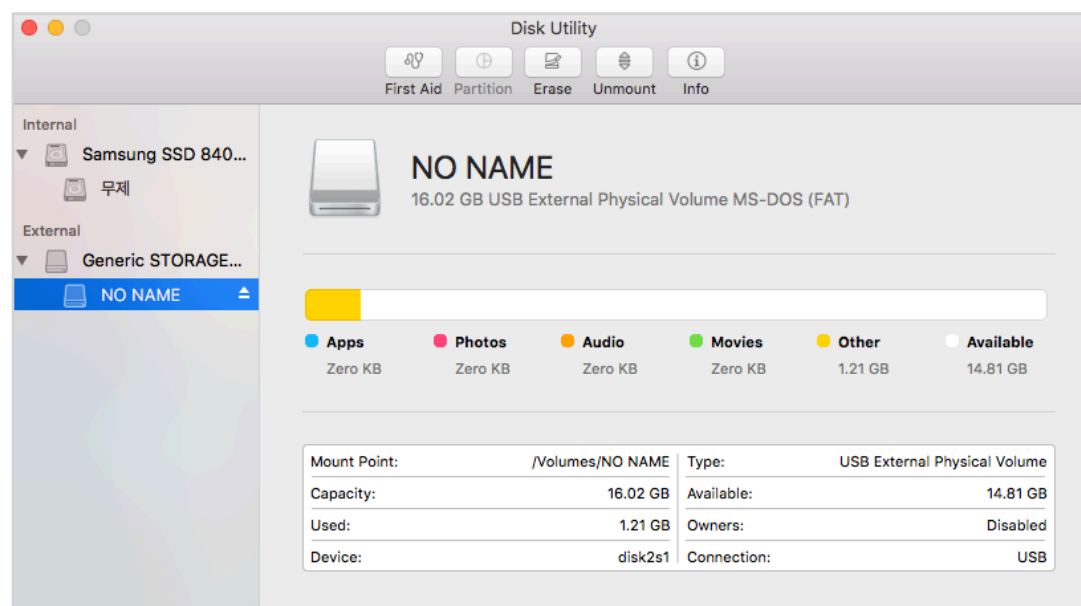 Disk Utility
First Aid Partition Erase Unmount Info
Internal
Samsung SSD 840...
무제
External
Generic STORAGE...
NO NAME
NO NAME
16.02 GB USB External Physical Volume MS-DOS (FAT)
Apps Photos Audio Movies Other Available
Zero KB Zero KB Zero KB Zero KB 1.21 GB 14.81 GB
Mount Point: /Volumes/NO NAME Type: USB External Physical Volume
Capacity: 16.02 GB Available: 14.81 GB
Used: 1.21 GB Owners: Disabled
Device: disk2s1 Connection: USB